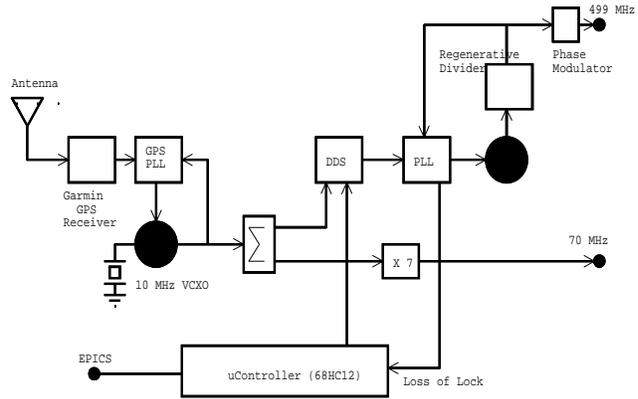 499 MHz
Regenerative
Divider
Phase
Modulator
Antenna
GPS
PLL
DDS
PLL
Garmin
GPS
Receiver
∑
70 MHz
X 7
10 MHz VCXO
EPICS
uController (68HC12)
Loss of Lock